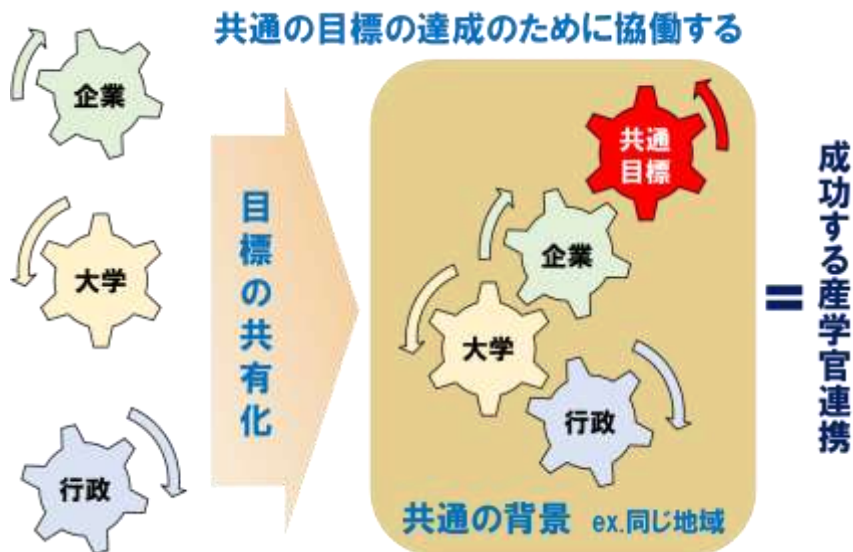 共通の目標の達成のために協働する
企業
大学
行政
目標の共有化
共通
目標
企業
大学
行政
共通の背景 ex.同じ地域
=
成功する産学官連携